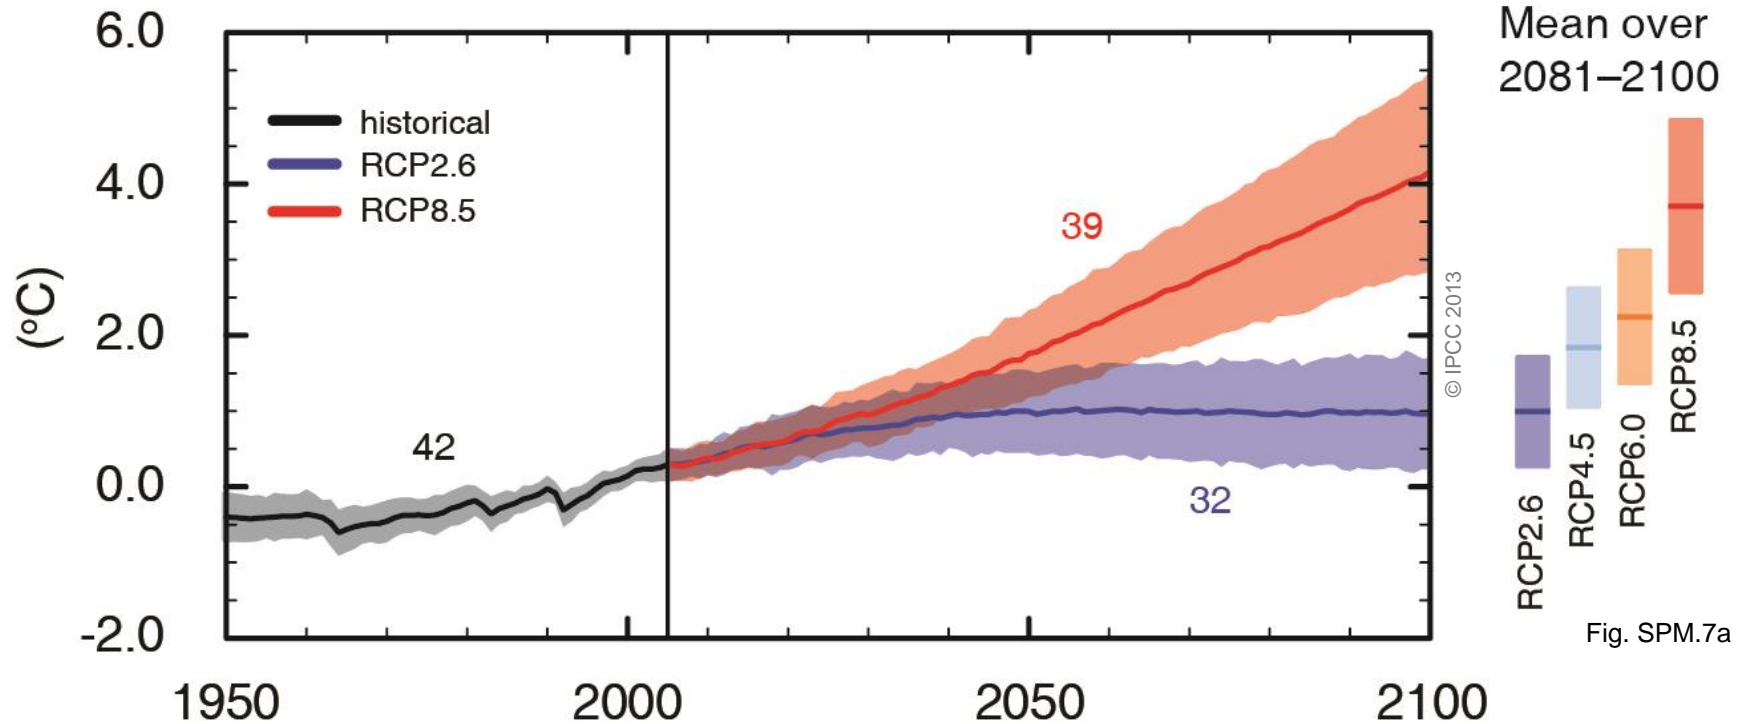 6.0
4.0
2.0
0.0
-2.0
(°C)
historical
RCP2.6
RCP8.5
42
39
32
1950
2000
2050
2100
© IPCC 2013
Mean over
2081–2100
RCP2.6
RCP4.5
RCP6.0
RCP8.5
Fig. SPM.7a